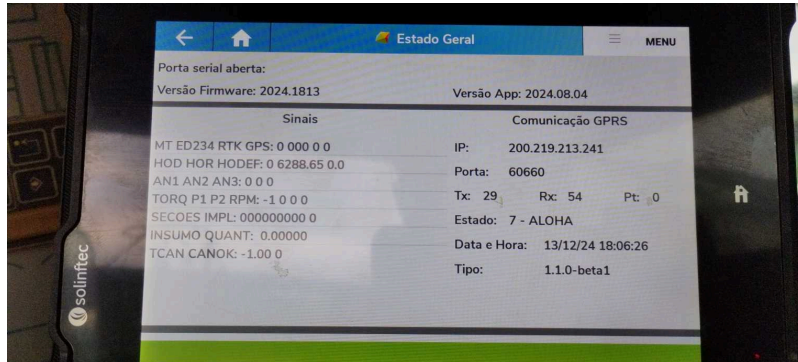 Estado Geral
MENU
Porta serial aberta:
Versão Firmware: 2024.1813
Versão App: 2024.08.04
Sinais
MT ED234 RTK GPS: 0 000 0 0
HOD HOR HODEF: 0 6288.65 0.0
AN1 AN2 AN3: 0 0 0
TORQ P1 P2 RPM: -1 0 0 0
SECOES IMPL: 000000000 0
INSUMO QUANT: 0.00000
TCAN CANOK: -1.00 0
Comunicação GPRS
IP: 200.219.213.241
Porta: 60660
Tx: 29 Rx: 54 Pt: 0
Estado: 7 - ALOHA
Data e Hora: 13/12/24 18:06:26
Tipo: 1.1.0-beta1
solinftec